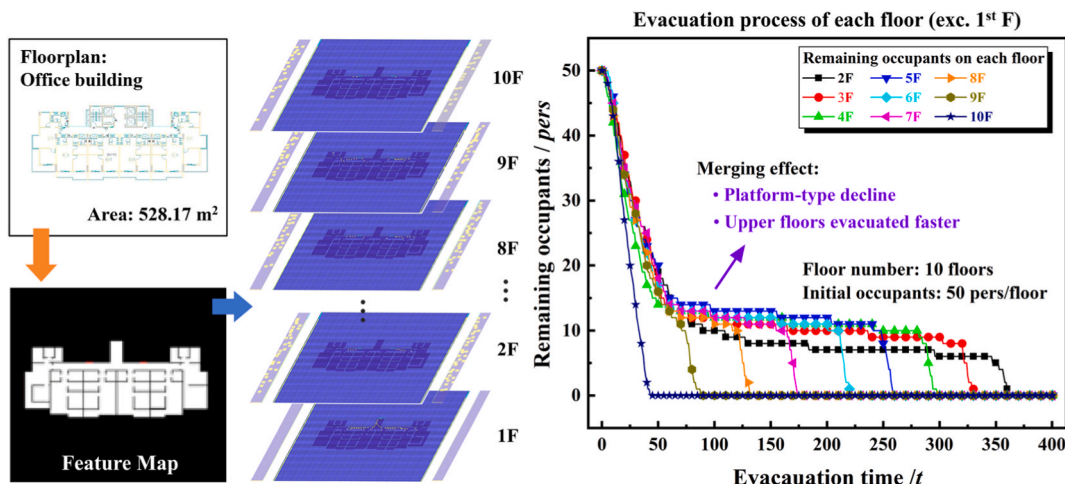 Floorplan:
Office building
Area: 528.17 m²
Feature Map
10F
9F
8F
2F
1F
Evacuation process of each floor (exc. 1st F)
Remaining occupants on each floor
2F 5F 8F
3F 6F 9F
4F 7F 10F
Merging effect:
• Platform-type decline
• Upper floors evacuated faster
Floor number: 10 floors
Initial occupants: 50 pers/floor
Remaining occupants / pers
50
40
30
20
10
0
0 50 100 150 200 250 300 350 400
Evacauation time /t